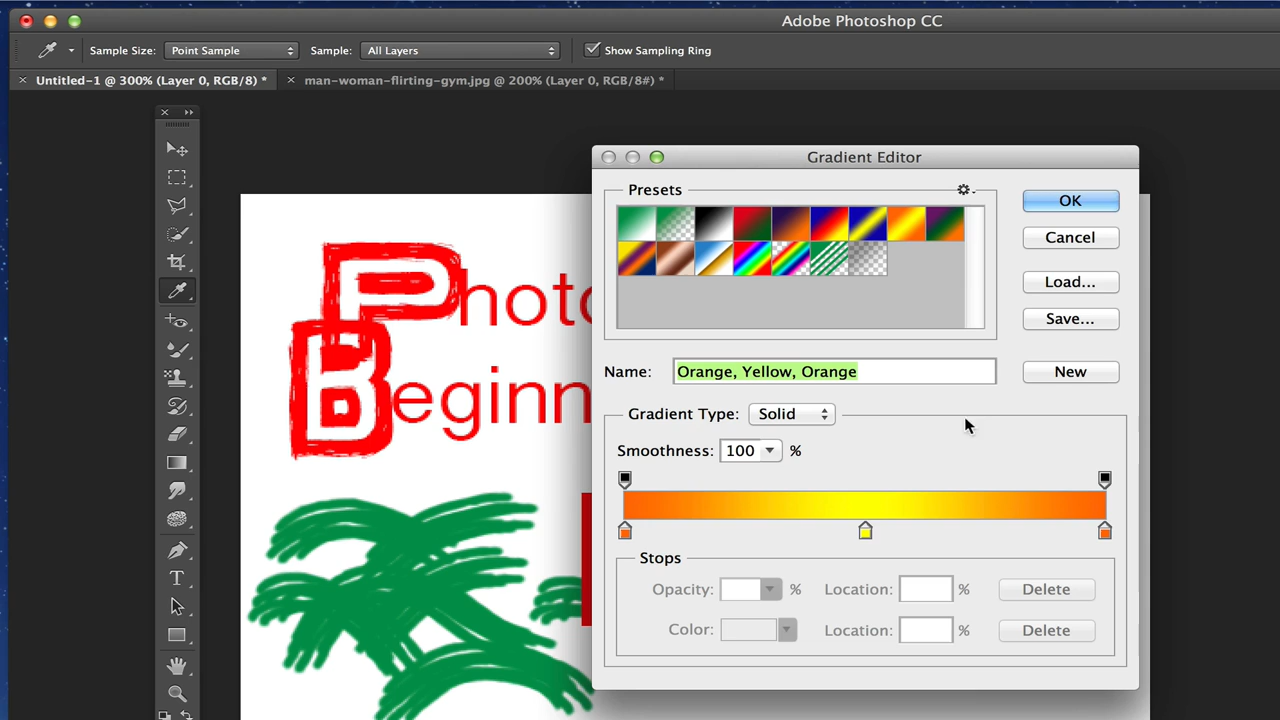 Adobe Photoshop CC
Sample Size: Point Sample Sample: All Layers Show Sampling Ring
Untitled-1 @ 300% (Layer 0, RGB/8) * man-woman-flirting-gym.jpg @ 200% (Layer 0, RGB/8#) *
Gradient Editor
Presets
OK
Cancel
Load...
Save...
Photo
Name: Orange, Yellow, Orange New
Beginn
Gradient Type: Solid
Smoothness: 100 %
Stops
Opacity: % Location: % Delete
Color: Location: % Delete